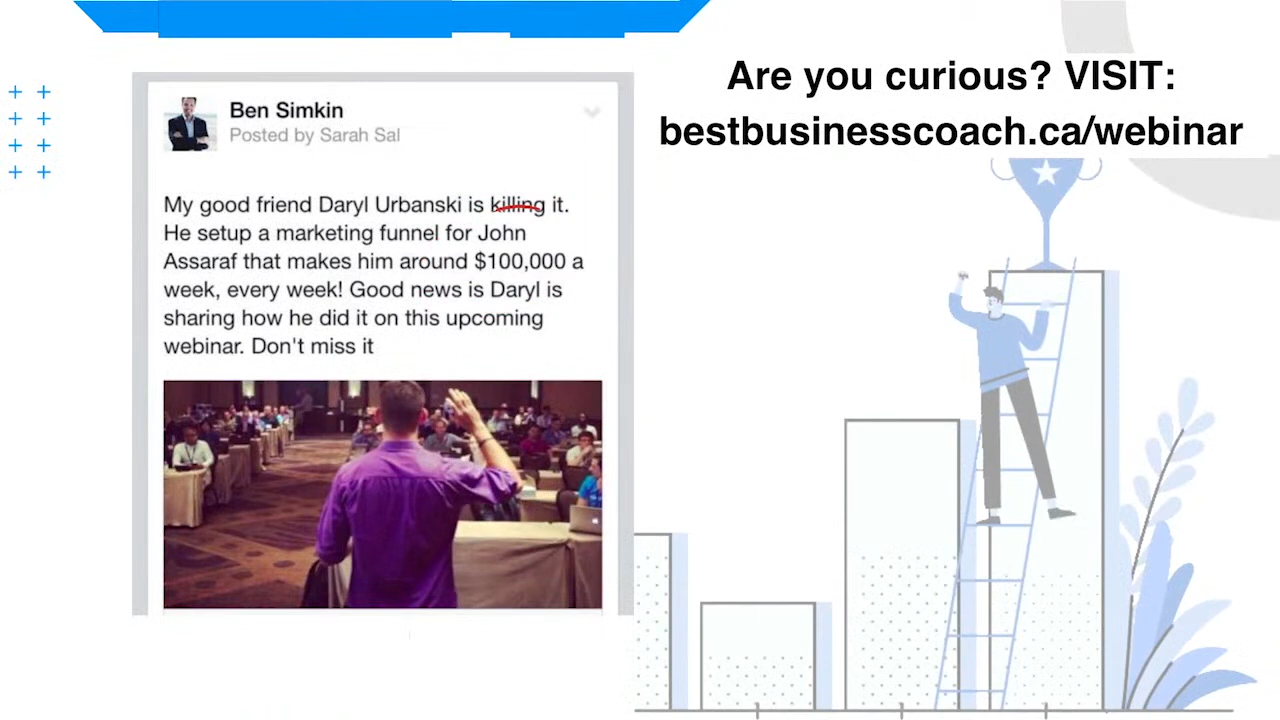 Ben Simkin
Posted by Sarah Sal
My good friend Daryl Urbanski is killing it.
He setup a marketing funnel for John
Assaraf that makes him around $100,000 a
week, every week! Good news is Daryl is
sharing how he did it on this upcoming
webinar. Don't miss it
Are you curious? VISIT:
bestbusinesscoach.ca/webinar